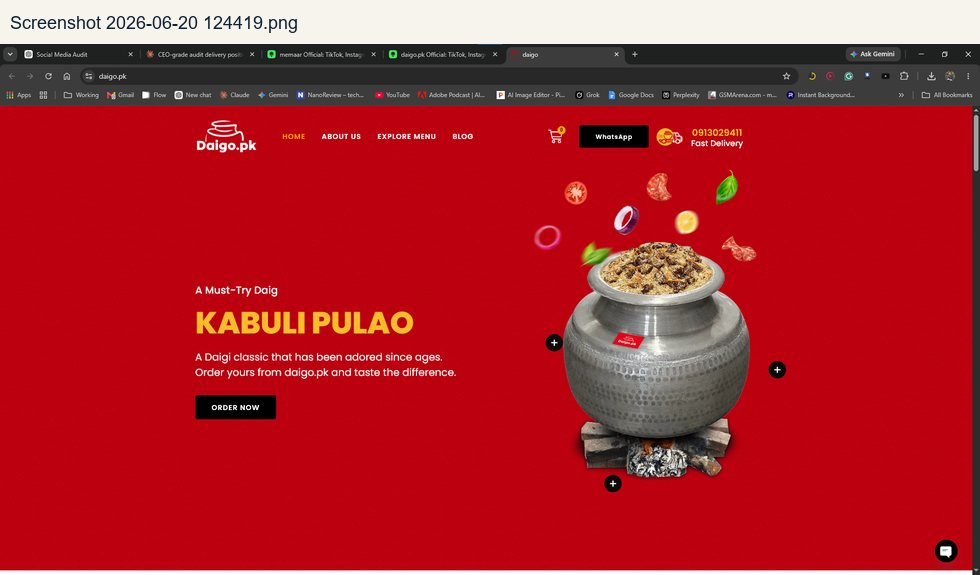 Screenshot 2026-06-20 124419.png
Social Media Audit
CEO-grade audit delivery posi
memaar Official: TikTok, Instag
daigo.pk Official: TikTok, Instag
daigo
Ask Gemini
daigo.pk
Apps
Working
Gmail
Flow
New chat
Claude
Gemini
NanoReview – tech...
YouTube
Adobe Podcast | AI...
AI Image Editor - Pi...
Grok
Google Docs
Perplexity
GSMArena.com - m...
Instant Background...
»
All Bookmarks
Daigo.pk
HOME
ABOUT US
EXPLORE MENU
BLOG
0
WhatsApp
0913029411
Fast Delivery
A Must-Try Daig
KABULI PULAO
A Daigi classic that has been adored since ages.
Order yours from daigo.pk and taste the difference.
ORDER NOW
Daigo.pk